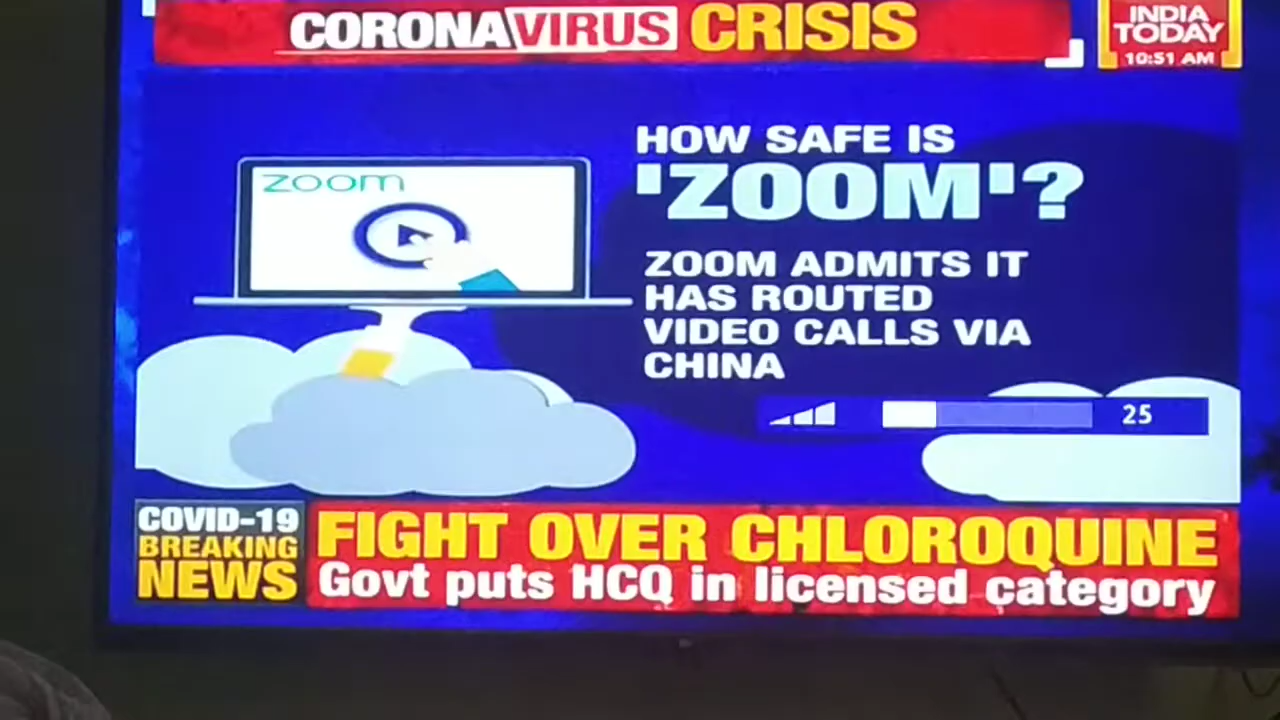 CORONAVIRUS CRISIS
INDIA
TODAY
10:51 AM
zoom
HOW SAFE IS
'ZOOM'?
ZOOM ADMITS IT
HAS ROUTED
VIDEO CALLS VIA
CHINA
25
COVID-19
BREAKING
NEWS
FIGHT OVER CHLOROQUINE
Govt puts HCQ in licensed category